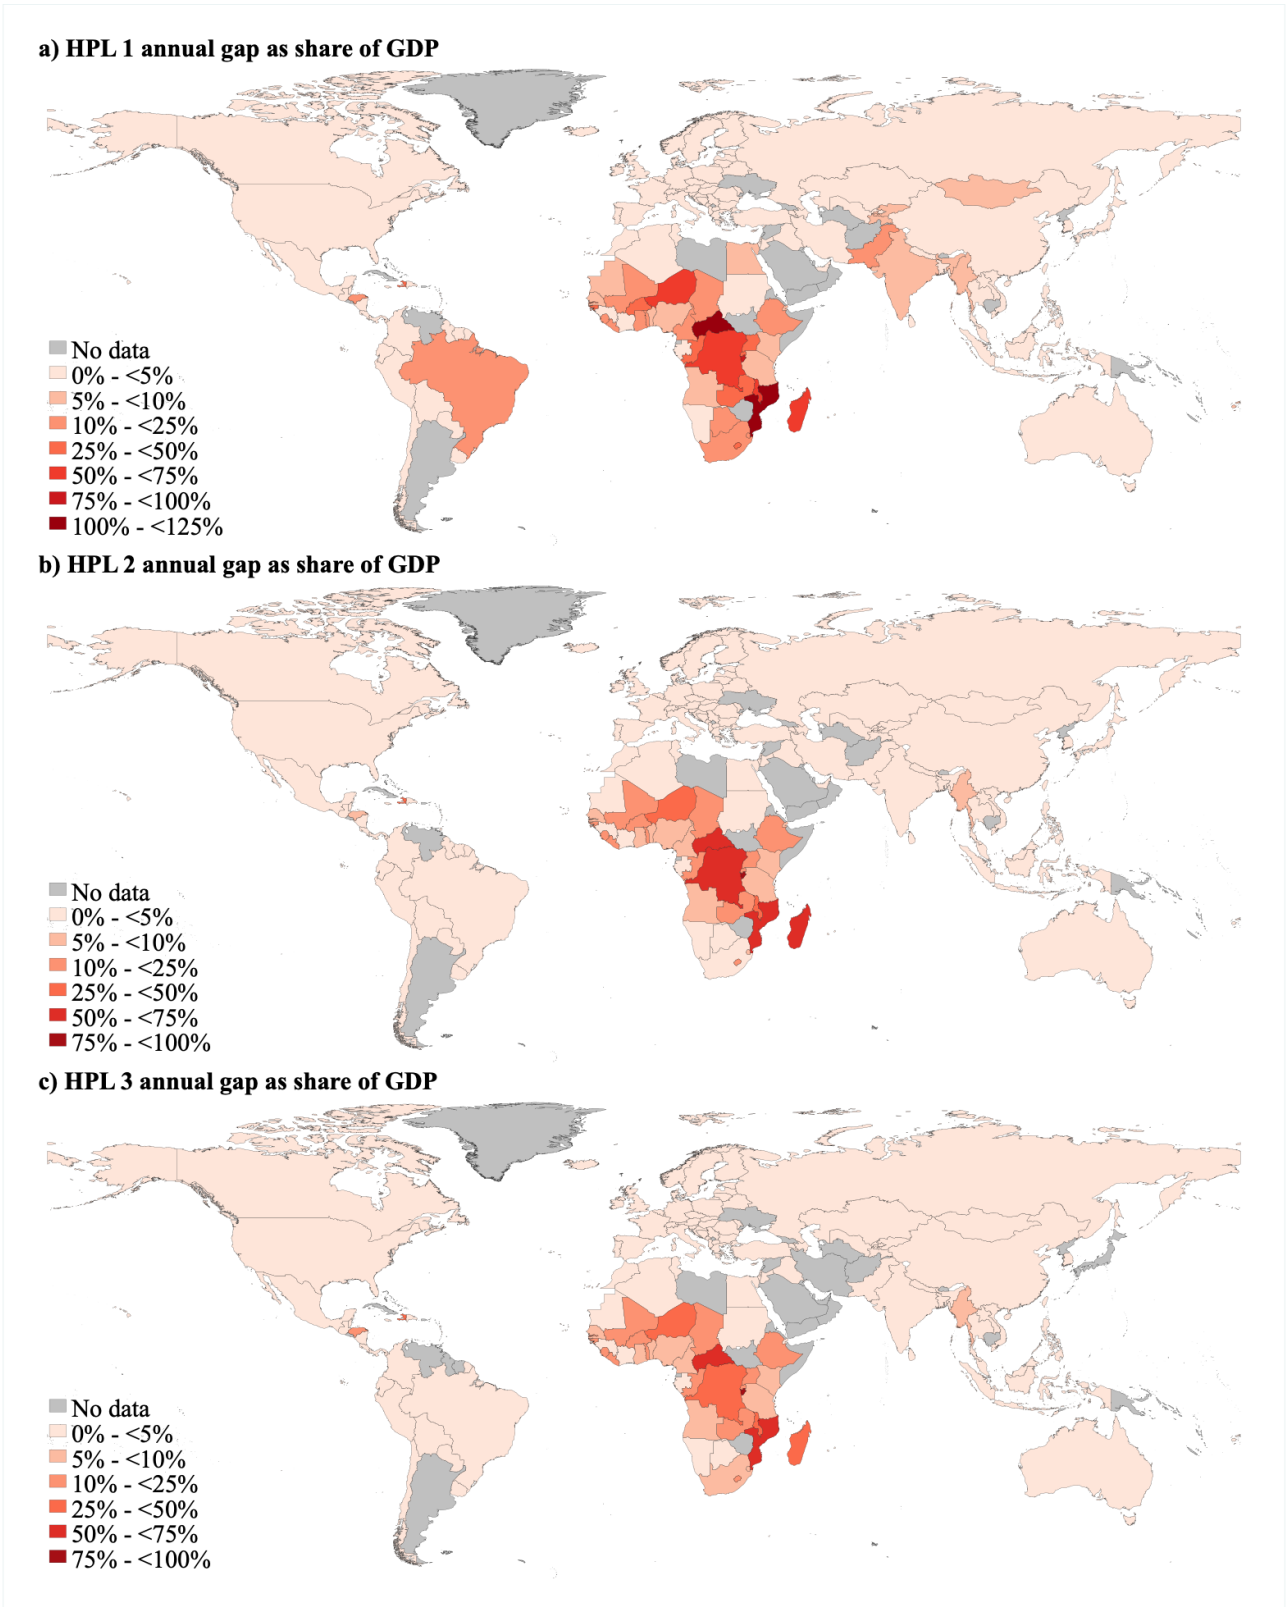 a) HPL 1 annual gap as share of GDP
No data
0% - <5%
5% - <10%
10% - <25%
25% - <50%
50% - <75%
75% - <100%
100% - <125%
b) HPL 2 annual gap as share of GDP
No data
0% - <5%
5% - <10%
10% - <25%
25% - <50%
50% - <75%
75% - <100%
c) HPL 3 annual gap as share of GDP
No data
0% - <5%
5% - <10%
10% - <25%
25% - <50%
50% - <75%
75% - <100%